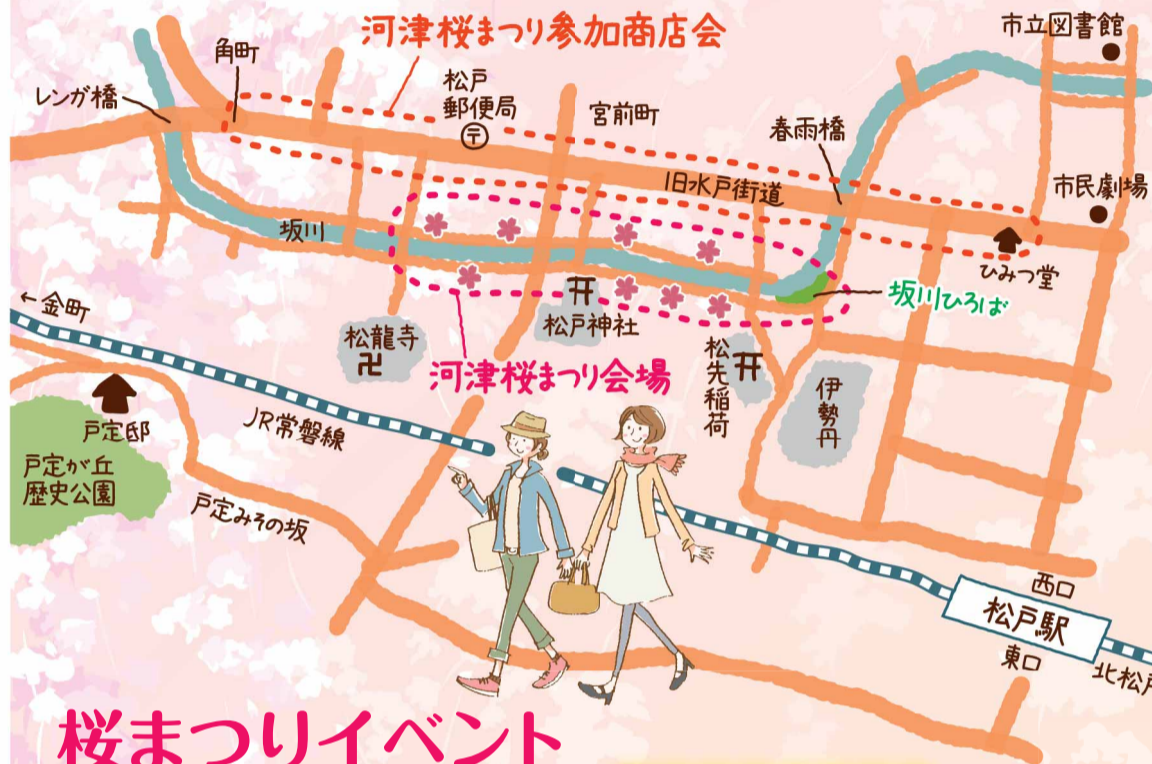 河津桜まつり参加商店会
市立図書館
角町
レンガ橋
松戸
郵便局
〒
宮前町
春雨橋
旧水戸街道
市民劇場
坂川
ひみつ堂
坂川ひろば
←金町
松龍寺
卍
松戸神社
河津桜まつり会場
松先稲荷
伊勢丹
JR常磐線
戸定邸
戸定が丘
歴史公園
戸定みその坂
西口
松戸駅
東口
北松戸
桜まつりイベント